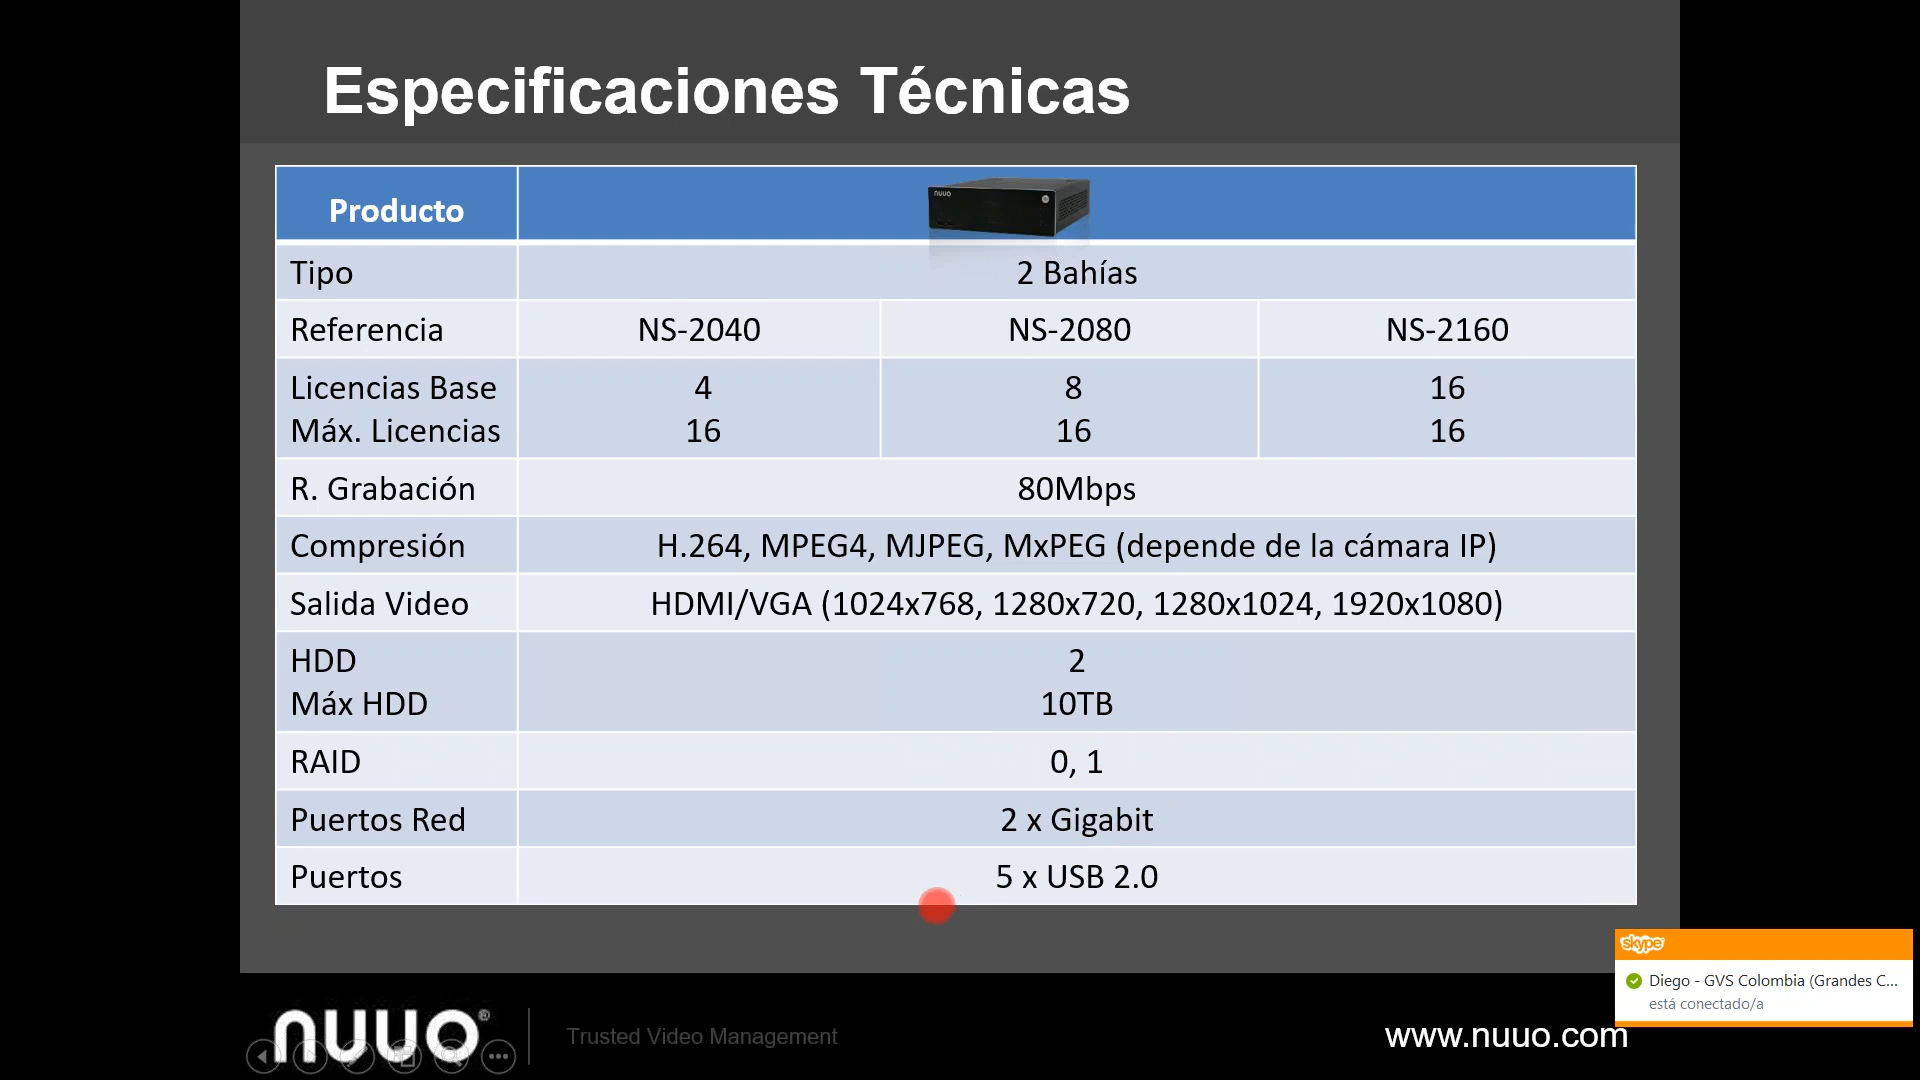 Especificaciones Técnicas
Producto
nuuo
Tipo 2 Bahías
Referencia NS-2040 NS-2080 NS-2160
Licencias Base 4 8 16
Máx. Licencias 16 16 16
R. Grabación 80Mbps
Compresión H.264, MPEG4, MJPEG, MxPEG (depende de la cámara IP)
Salida Video HDMI/VGA (1024x768, 1280x720, 1280x1024, 1920x1080)
HDD 2
Máx HDD 10TB
RAID 0, 1
Puertos Red 2 x Gigabit
Puertos 5 x USB 2.0
skype
Diego - GVS Colombia (Grandes C...
está conectado/a
nuuo® Trusted Video Management www.nuuo.com